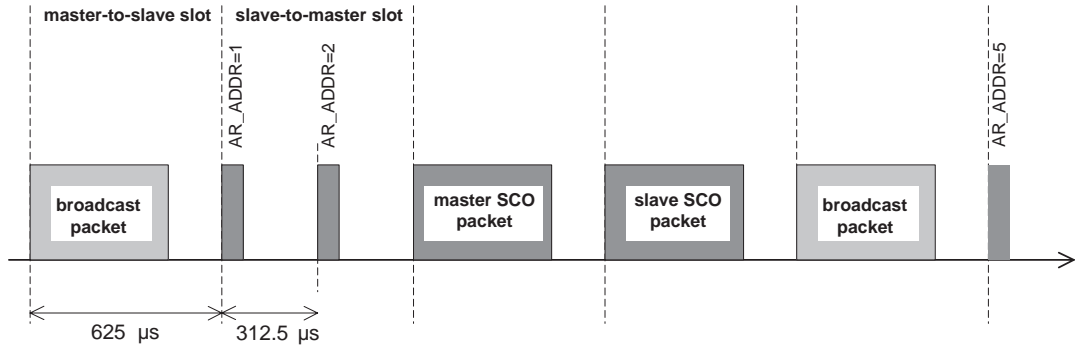 master-to-slave slot
slave-to-master slot
AR_ADDR=1
AR_ADDR=2
AR_ADDR=5
broadcast
packet
master SCO
packet
slave SCO
packet
broadcast
packet
625 µs
312.5 µs